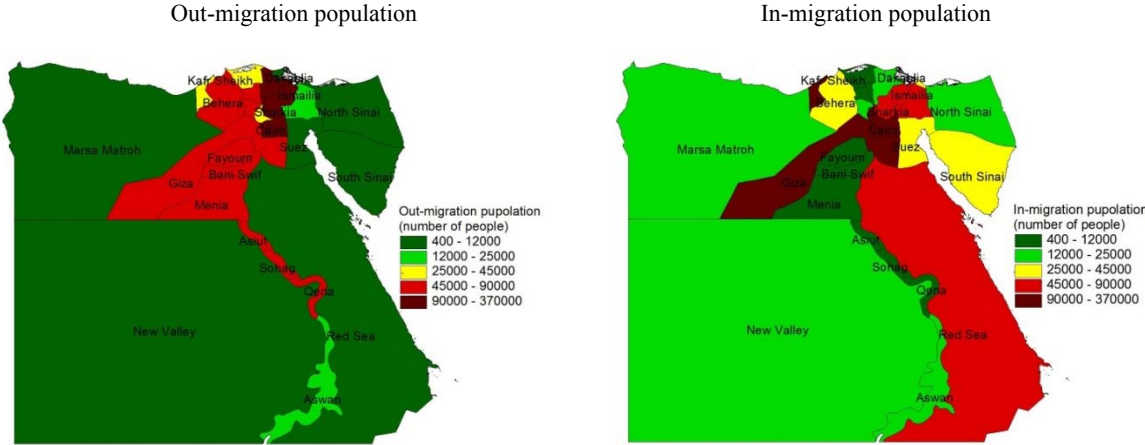 Out-migration population
In-migration population
Kafr Sheikh
Dakahlia
Ismailia
Behera
North Sinai
Sharkia
Cairo
Marsa Matroh
Suez
Fayoum
South Sinai
Giza
Bani Swif
Menia
Out-migration pupolation
(number of people)
400 - 12000
12000 - 25000
25000 - 45000
45000 - 90000
90000 - 370000
Asiut
Sohag
Qena
New Valley
Red Sea
Aswan
Kafr Sheikh
Dakahlia
Ismailia
Behera
North Sinai
Sharkia
Cairo
Marsa Matroh
Suez
Fayoum
South Sinai
Giza
Bani Swif
Menia
In-migration pupolation
(number of people)
400 - 12000
12000 - 25000
25000 - 45000
45000 - 90000
90000 - 370000
Asiut
Sohag
Qena
New Valley
Red Sea
Aswan